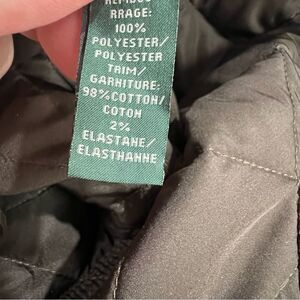 RRAGE:
100%
POLYESTER/
POLYESTER
TRIM/
GARNITURE:
98%COTTON/
COTON
2%
ELASTANE/
ELASTHANNE